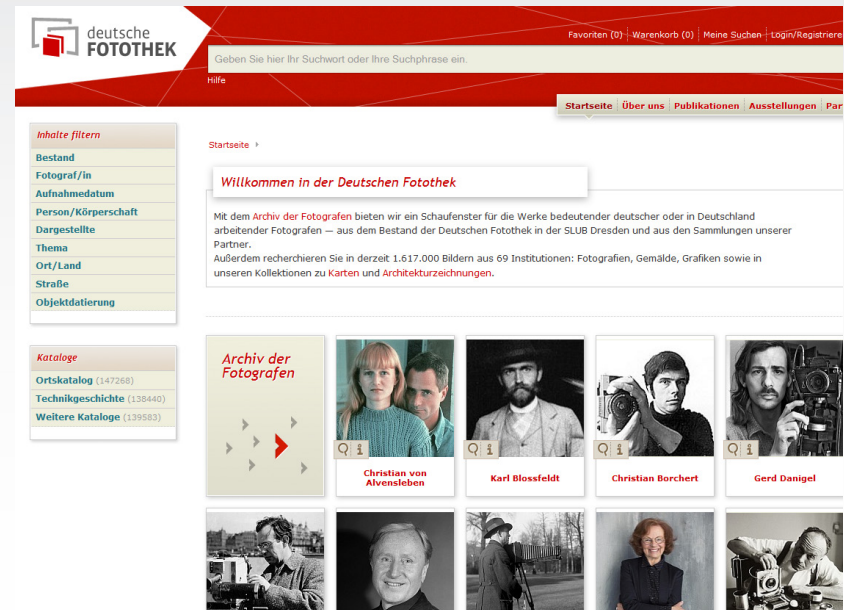 deutsche
FOTOTHEK
Favoriten (0) Warenkorb (0) Meine Suchen Login/Registriere
Geben Sie hier Ihr Suchwort oder Ihre Suchphrase ein.
Hilfe
Startseite Über uns Publikationen Ausstellungen Par
Inhalte filtern
Bestand
Fotograf/in
Aufnahmedatum
Person/Körperschaft
Dargestellte
Thema
Ort/Land
Straße
Objektdatierung
Kataloge
Ortskatalog (147268)
Technikgeschichte (138440)
Weitere Kataloge (139583)
Startseite
Willkommen in der Deutschen Fotothek
Mit dem Archiv der Fotografen bieten wir ein Schaufenster für die Werke bedeutender deutscher oder in Deutschland
arbeitender Fotografen — aus dem Bestand der Deutschen Fotothek in der SLUB Dresden und aus den Sammlungen unserer
Partner.
Außerdem recherchieren Sie in derzeit 1.617.000 Bildern aus 69 Institutionen: Fotografien, Gemälde, Grafiken sowie in
unseren Kollektionen zu Karten und Architekturzeichnungen.
Archiv der
Fotografen
Christian von
Alvensleben
Karl Blossfeldt
Christian Borchert
Gerd Danigel